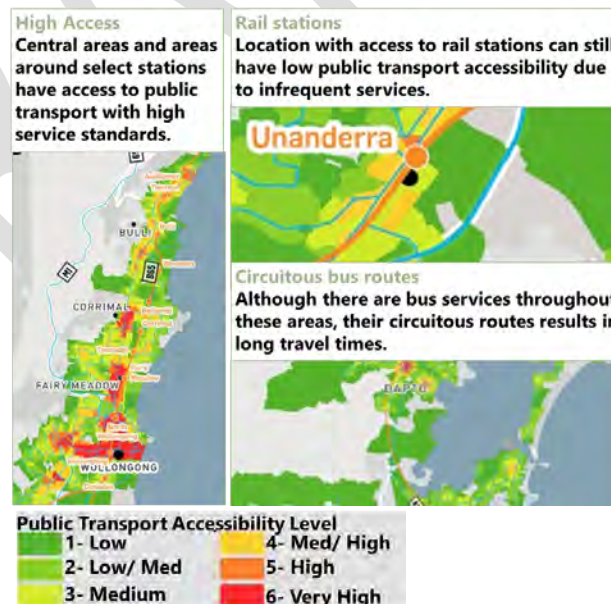 High Access
Central areas and areas
around select stations
have access to public
transport with high
service standards.
BULLI
M1
B65
CORRIMAL
FAIRY MEADOW
WOLLONGONG
Rail stations
Location with access to rail stations can still
have low public transport accessibility due
to infrequent services.
Unanderra
Circuitous bus routes
Although there are bus services throughout
these areas, their circuitous routes results in
long travel times.
DAPTO
Public Transport Accessibility Level
1- Low
2- Low/ Med
3- Medium
4- Med/ High
5- High
6- Very High